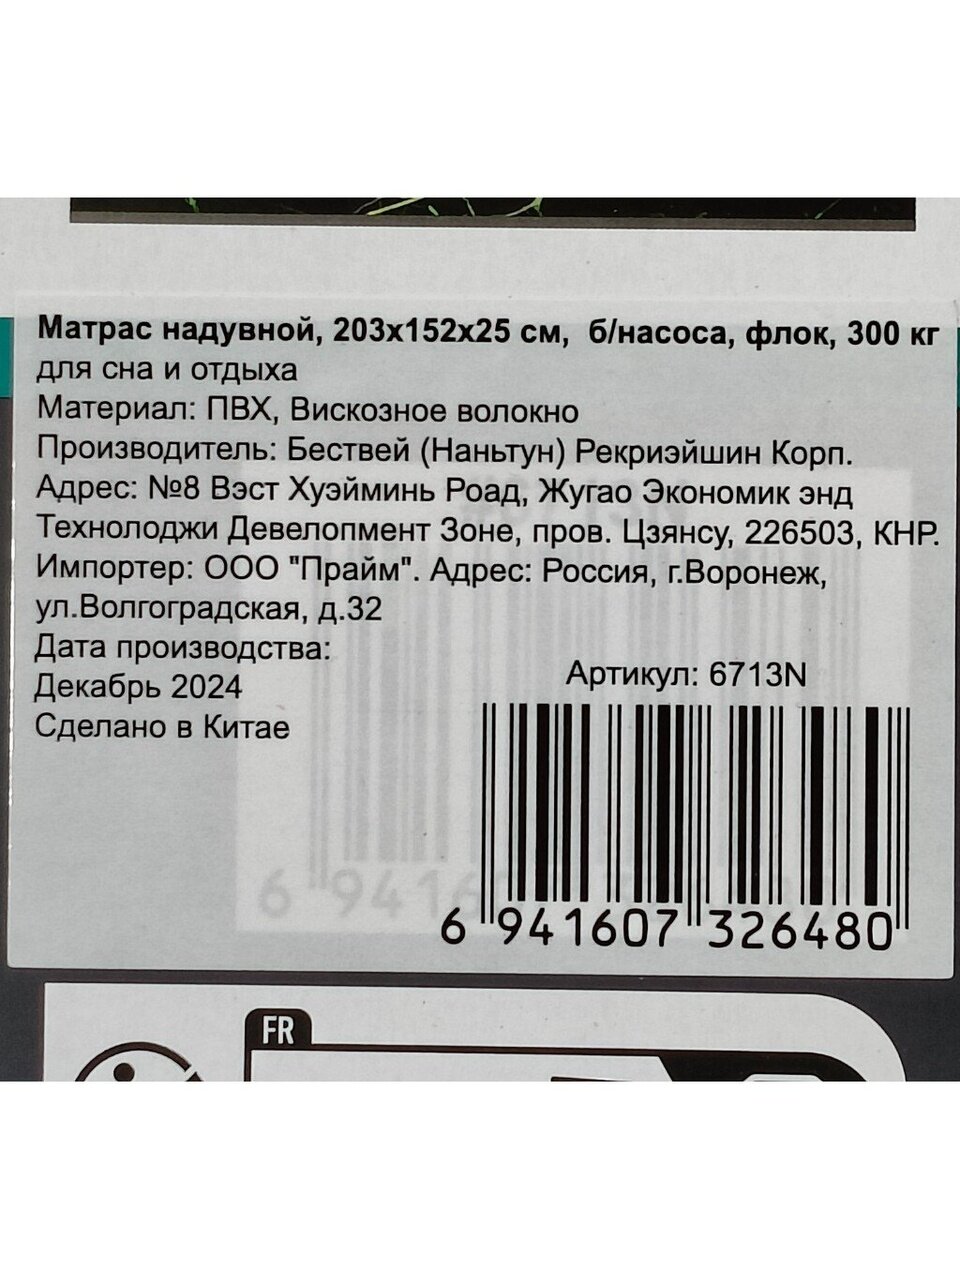 Матрас надувной, 203х152х25 см, б/насоса, флок, 300 кг
для сна и отдыха
Материал: ПВХ, Вискозное волокно
Производитель: Бествей (Наньтун) Рекриэйшин Корп.
Адрес: №8 Вэст Хуэйминь Роад, Жугао Экономик энд
Технолоджи Девелопмент Зоне, пров. Цзянсу, 226503, КНР.
Импортер: ООО "Прайм". Адрес: Россия, г.Воронеж,
ул.Волгоградская, д.32
Дата производства:
Декабрь 2024
Сделано в Китае
Артикул: 6713N
6 941607 326480
FR